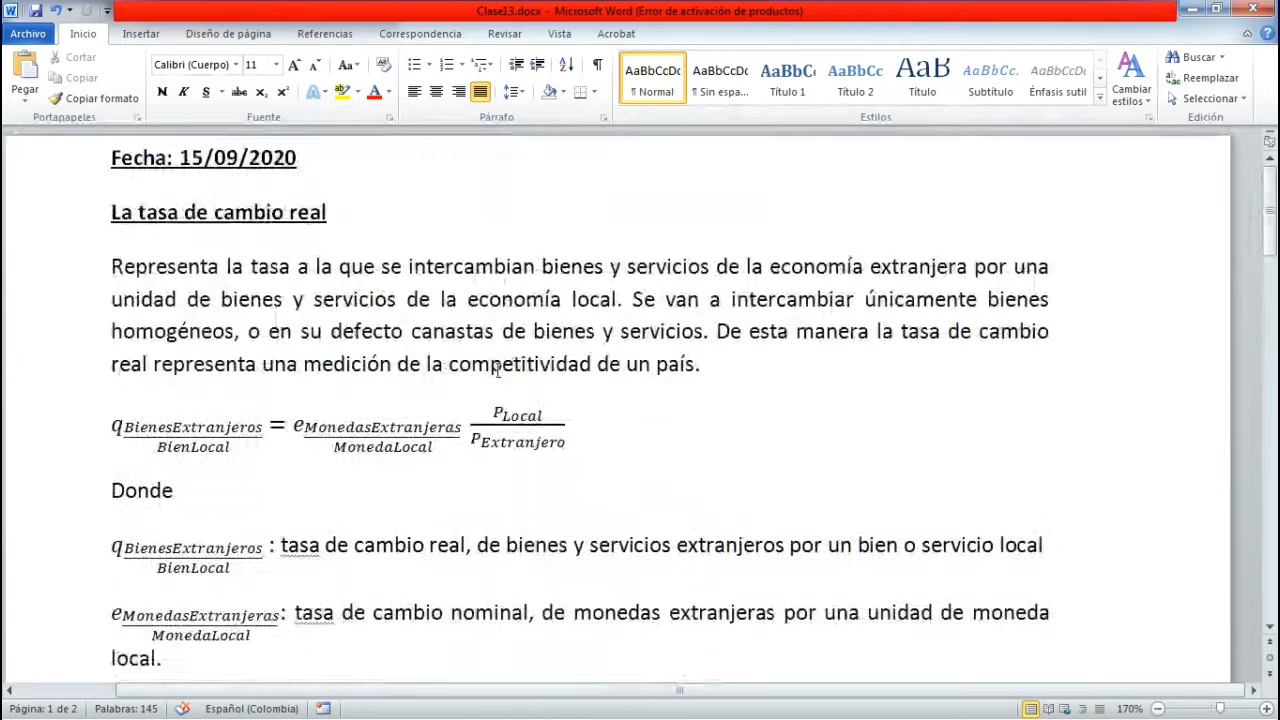 Clase13.docx - Microsoft Word (Error de activación de productos)
Archivo Inicio Insertar Diseño de página Referencias Correspondencia Revisar Vista Acrobat
Pegar
Cortar
Copiar
Copiar formato
Portapapeles
Calibri (Cuerpo) 11
N K S abc x₂ x²
Fuente
Párrafo
AaBbCcDc AaBbCcDc AaBbC AaBbCc AaB AaBbCc. AaBbCcDc
¶ Normal ¶ Sin espa... Título 1 Título 2 Título Subtítulo Énfasis sutil
Estilos
Cambiar
estilos
Buscar
Reemplazar
Seleccionar
Edición
Fecha: 15/09/2020
La tasa de cambio real
Representa la tasa a la que se intercambian bienes y servicios de la economía extranjera por una
unidad de bienes y servicios de la economía local. Se van a intercambiar únicamente bienes
homogéneos, o en su defecto canastas de bienes y servicios. De esta manera la tasa de cambio
real representa una medición de la competitividad de un país.
q BienesExtranjeros/BienLocal = e MonedasExtranjeras/MonedaLocal P Local/P Extranjero
Donde
q BienesExtranjeros/BienLocal : tasa de cambio real, de bienes y servicios extranjeros por un bien o servicio local
e MonedasExtranjeras/MonedaLocal: tasa de cambio nominal, de monedas extranjeras por una unidad de moneda
local.
Página: 1 de 2 Palabras: 145 Español (Colombia) 170%